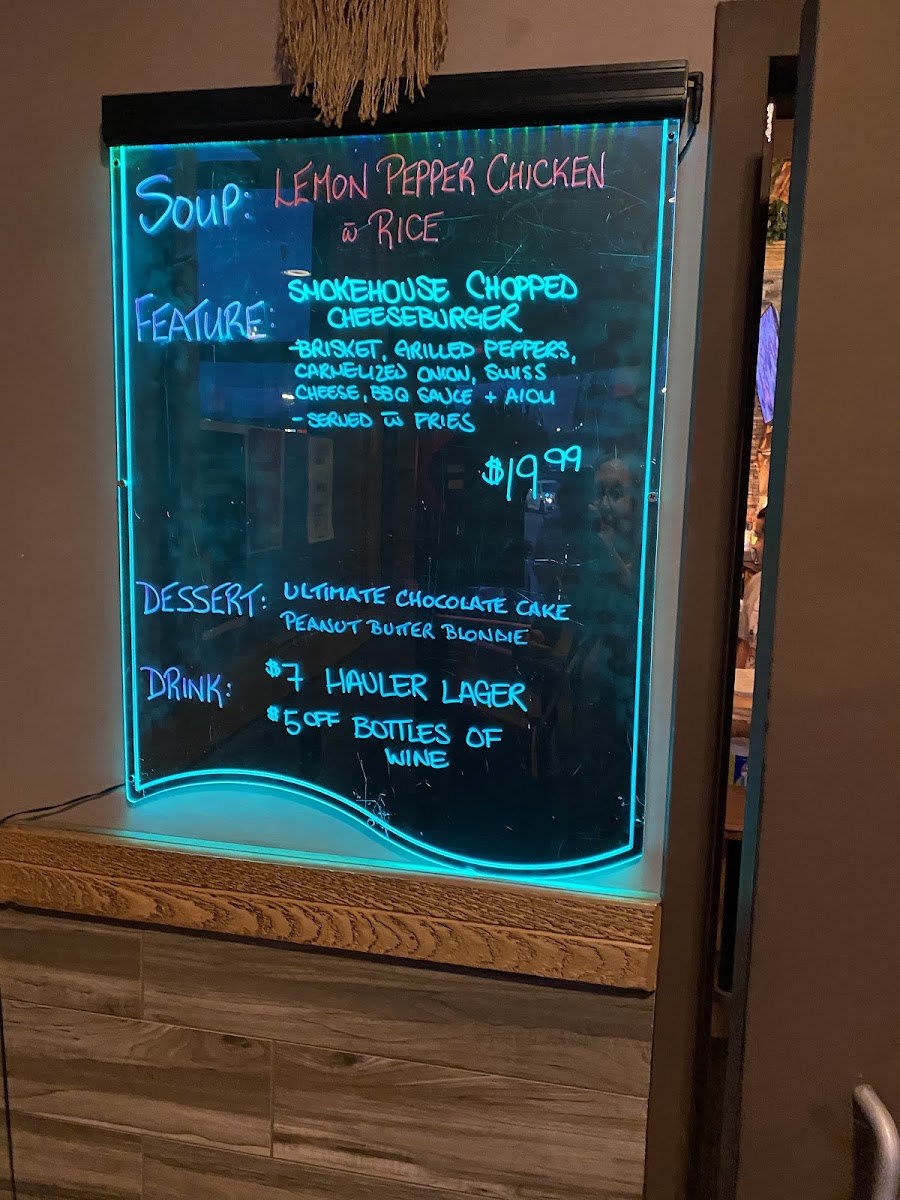 SOUP: LEMON PEPPER CHICKEN
w̅ RICE
FEATURE: SMOKEHOUSE CHOPPED
CHEESEBURGER
-BRISKET, GRILLED PEPPERS,
CARMELIZED ONION, SWISS
CHEESE, BBQ SAUCE + AIOLI
- SERVED w̅ FRIES
$19.99
DESSERT: ULTIMATE CHOCOLATE CAKE
PEANUT BUTTER BLONDIE
DRINK: $7 HAULER LAGER
$5 OFF BOTTLES OF
WINE